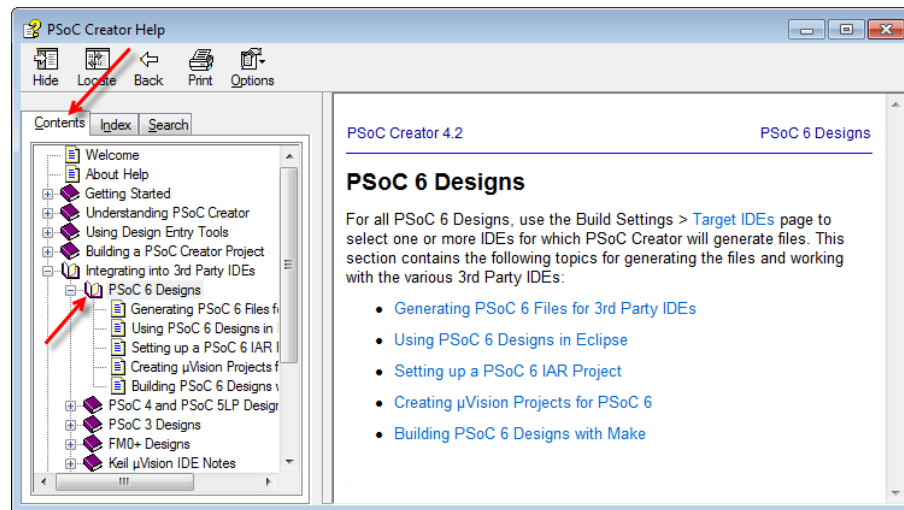 PSoC Creator Help
Hide Locate Back Print Options
Contents Index Search
Welcome
About Help
Getting Started
Understanding PSoC Creator
Using Design Entry Tools
Building a PSoC Creator Project
Integrating into 3rd Party IDEs
PSoC 6 Designs
Generating PSoC 6 Files f
Using PSoC 6 Designs in
Setting up a PSoC 6 IAR
Creating µVision Projects f
Building PSoC 6 Designs
PSoC 4 and PSoC 5LP Desigr
PSoC 3 Designs
FM0+ Designs
Keil µVision IDE Notes
PSoC Creator 4.2 PSoC 6 Designs
PSoC 6 Designs
For all PSoC 6 Designs, use the Build Settings > Target IDEs page to
select one or more IDEs for which PSoC Creator will generate files. This
section contains the following topics for generating the files and working
with the various 3rd Party IDEs:
Generating PSoC 6 Files for 3rd Party IDEs
Using PSoC 6 Designs in Eclipse
Setting up a PSoC 6 IAR Project
Creating µVision Projects for PSoC 6
Building PSoC 6 Designs with Make